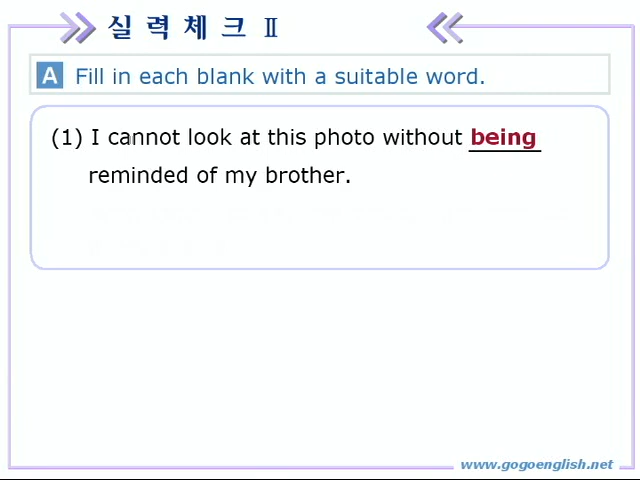 실력체크 Ⅱ
A Fill in each blank with a suitable word.
(1) I cannot look at this photo without being
reminded of my brother.
www.gogoenglish.net